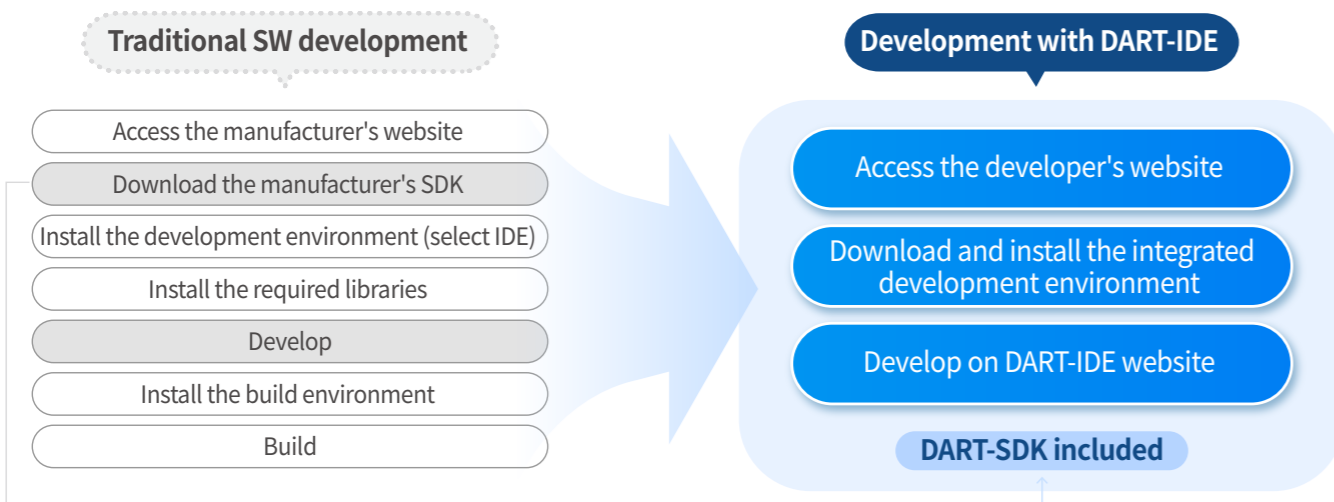 Traditional SW development
Access the manufacturer's website
Download the manufacturer's SDK
Install the development environment (select IDE)
Install the required libraries
Develop
Install the build environment
Build
Development with DART-IDE
Access the developer's website
Download and install the integrated
development environment
Develop on DART-IDE website
DART-SDK included